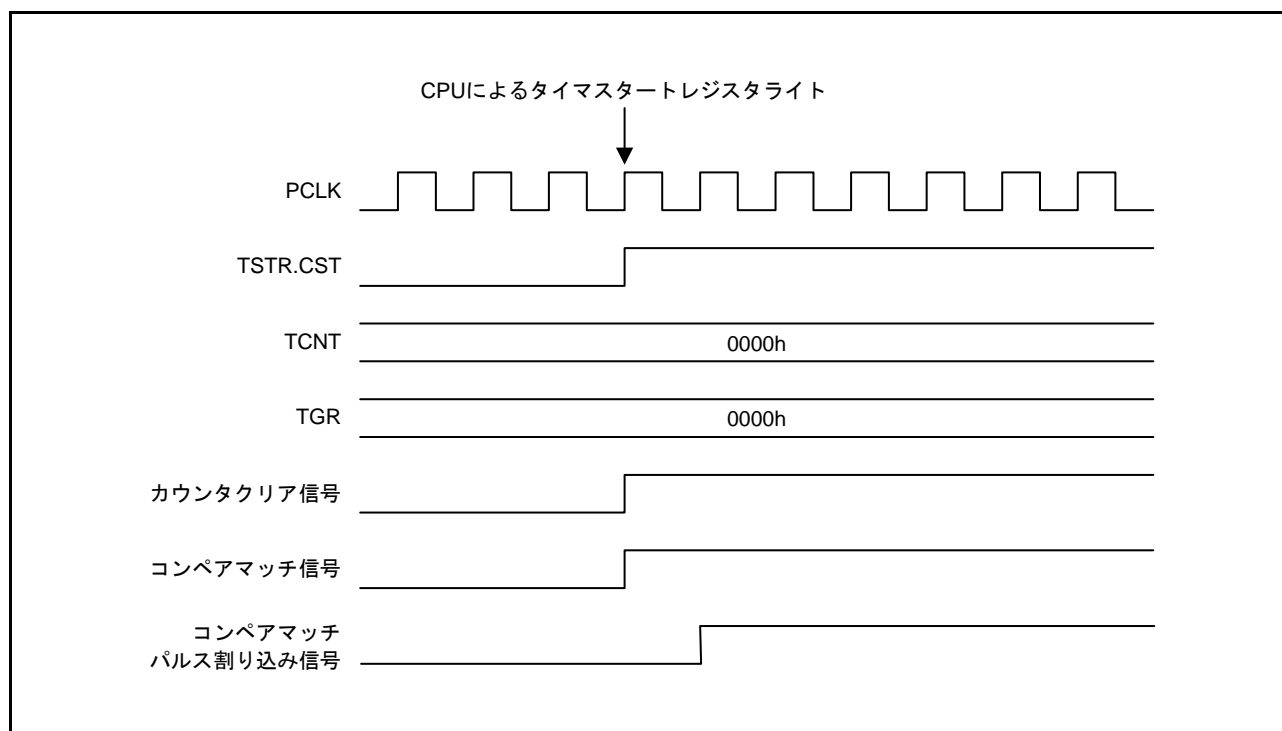 CPUによるタイマスタートレジスタライト
PCLK
TSTR.CST
TCNT
0000h
TGR
0000h
カウンタクリア信号
コンペアマッチ信号
コンペアマッチ
パルス割り込み信号